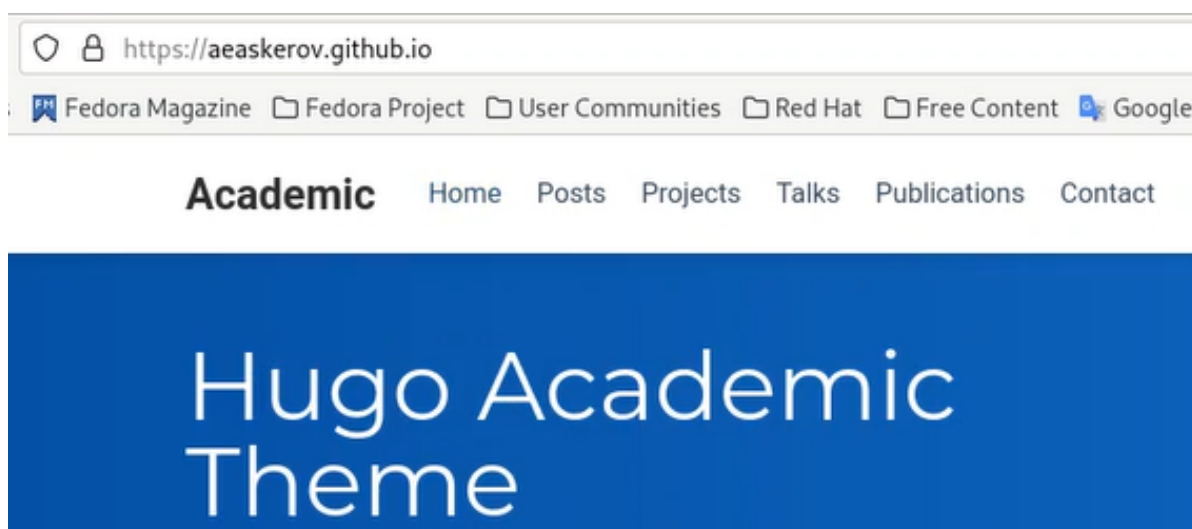 https://aeaskerov.github.io
FM Fedora Magazine Fedora Project User Communities Red Hat Free Content Google
Academic Home Posts Projects Talks Publications Contact
Hugo Academic
Theme